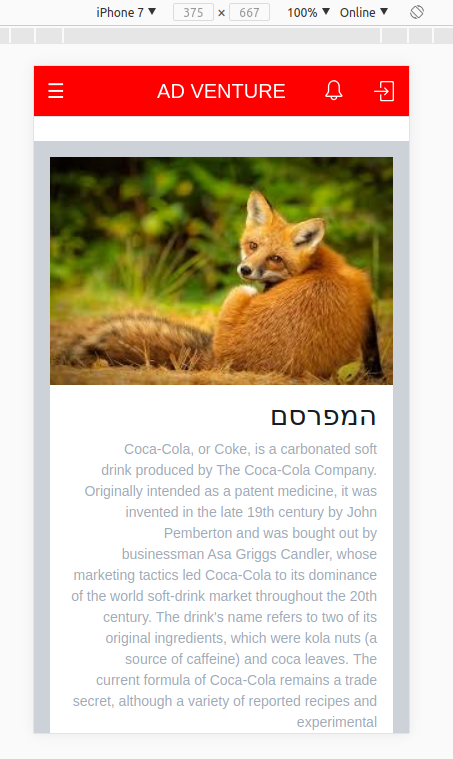 iPhone 7 ▼ 375 × 667 100% ▼ Online ▼
☰ AD VENTURE
המפרסם
Coca-Cola, or Coke, is a carbonated soft
drink produced by The Coca-Cola Company.
Originally intended as a patent medicine, it was
invented in the late 19th century by John
Pemberton and was bought out by
businessman Asa Griggs Candler, whose
marketing tactics led Coca-Cola to its dominance
of the world soft-drink market throughout the 20th
century. The drink's name refers to two of its
original ingredients, which were kola nuts (a
source of caffeine) and coca leaves. The
current formula of Coca-Cola remains a trade
secret, although a variety of reported recipes and
experimental